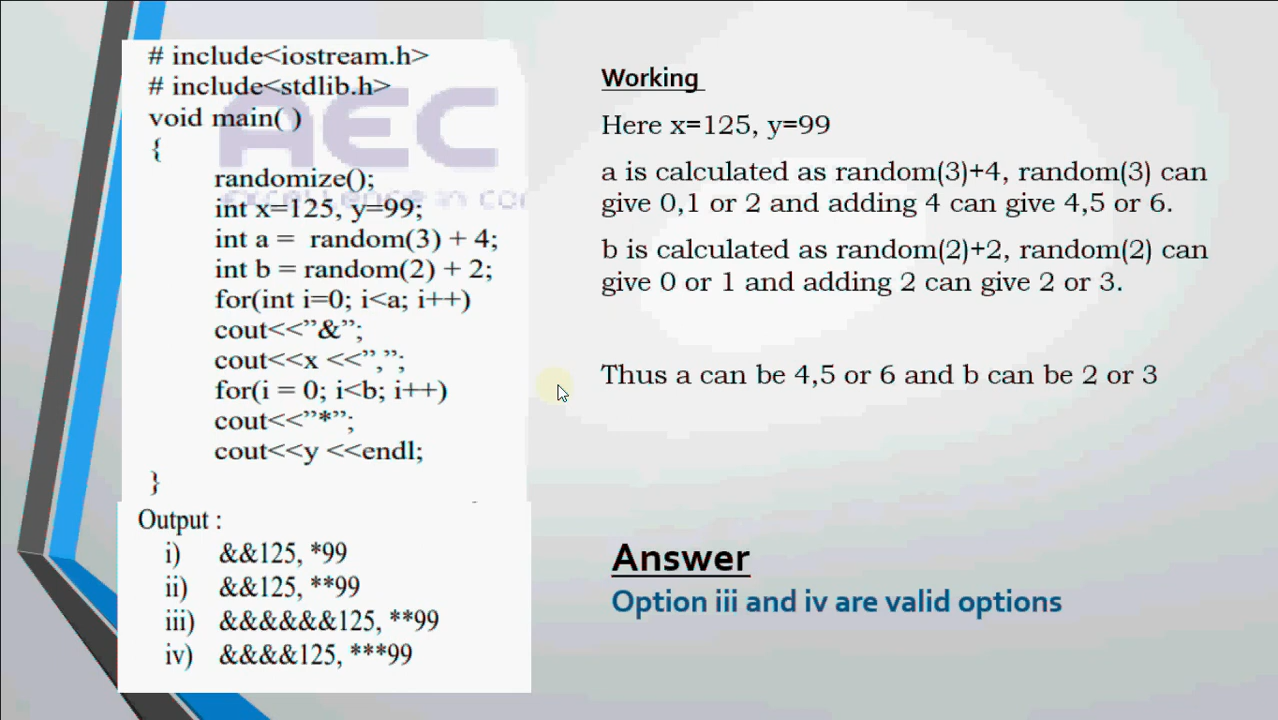 # include<iostream.h>
# include<stdlib.h>
void main( )
{
randomize();
int x=125, y=99;
int a = random(3) + 4;
int b = random(2) + 2;
for(int i=0; i<a; i++)
cout<<”&”;
cout<<x <<”,”;
for(i = 0; i<b; i++)
cout<<”*”;
cout<<y <<endl;
}
Output :
i) &&125, *99
ii) &&125, **99
iii) &&&&&&125, **99
iv) &&&&125, ***99
AEC
Excellence in co
Working
Here x=125, y=99
a is calculated as random(3)+4, random(3) can
give 0,1 or 2 and adding 4 can give 4,5 or 6.
b is calculated as random(2)+2, random(2) can
give 0 or 1 and adding 2 can give 2 or 3.
Thus a can be 4,5 or 6 and b can be 2 or 3
Answer
Option iii and iv are valid options